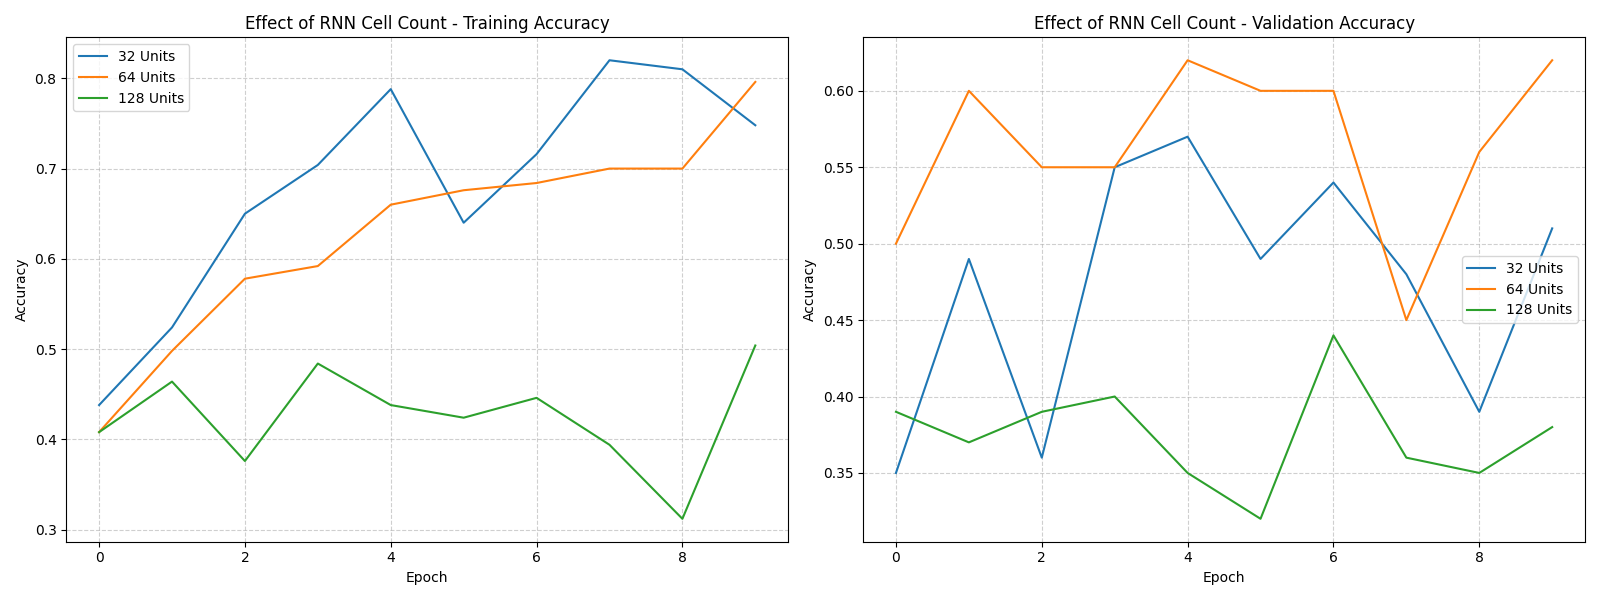 Effect of RNN Cell Count - Training Accuracy
32 Units
64 Units
128 Units
0.8
0.7
0.6
0.5
0.4
0.3
Accuracy
0 2 4 6 8
Epoch
Effect of RNN Cell Count - Validation Accuracy
0.60
0.55
0.50
0.45
0.40
0.35
Accuracy
32 Units
64 Units
128 Units
0 2 4 6 8
Epoch